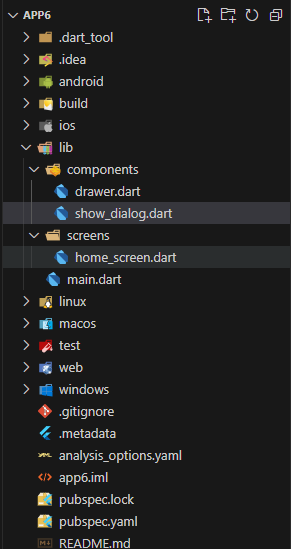 APP6
.dart_tool
.idea
android
build
ios
lib
components
drawer.dart
show_dialog.dart
screens
home_screen.dart
main.dart
linux
macos
test
web
windows
.gitignore
.metadata
analysis_options.yaml
app6.iml
pubspec.lock
pubspec.yaml
README.md